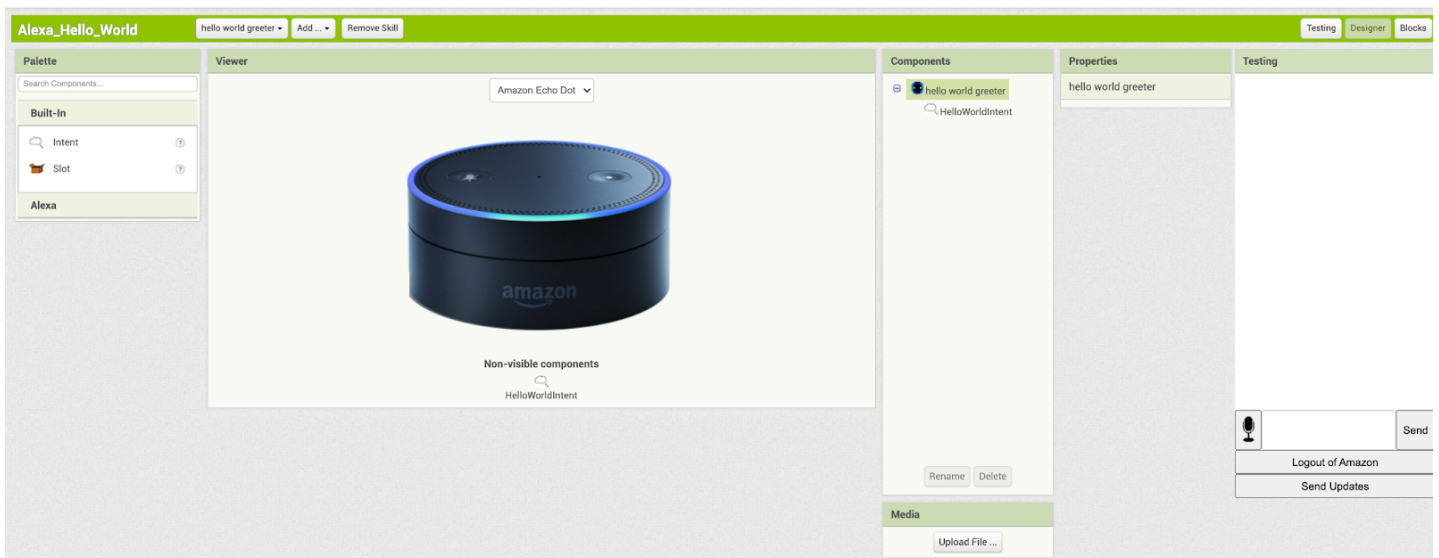 Alexa_Hello_World
hello world greeter
Add ...
Remove Skill
Testing
Designer
Blocks
Palette
Search Components...
Built-In
Intent
?
Slot
?
Alexa
Viewer
Amazon Echo Dot
amazon
Non-visible components
HelloWorldIntent
Components
hello world greeter
HelloWorldIntent
Rename
Delete
Media
Upload File ...
Properties
hello world greeter
Testing
Send
Logout of Amazon
Send Updates